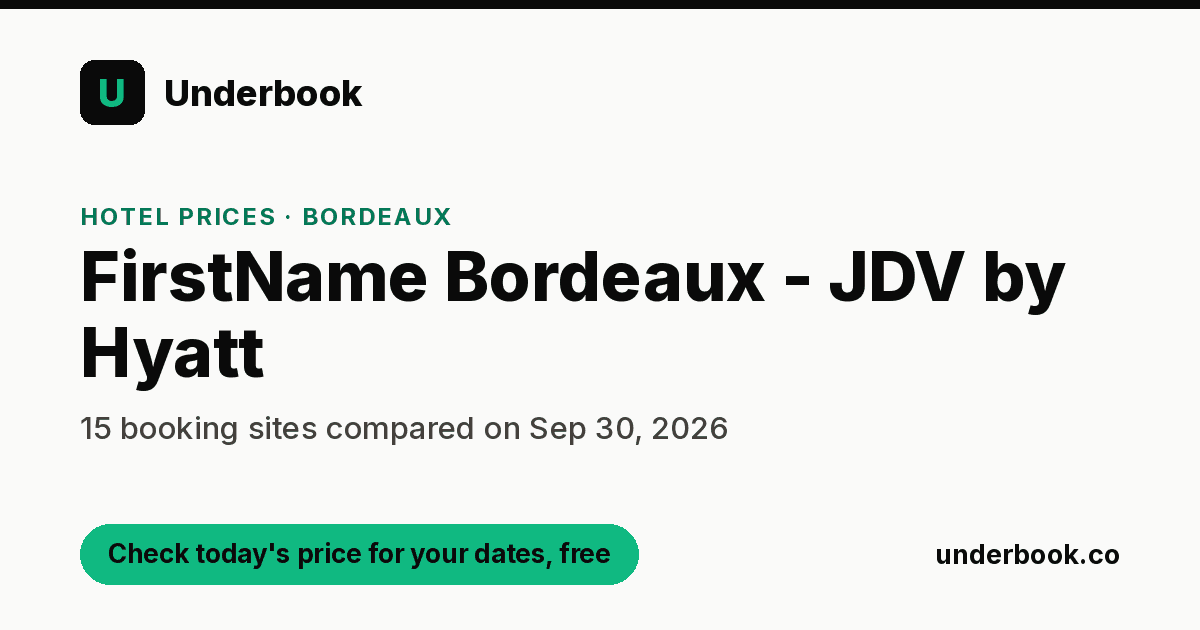 U Underbook
HOTEL PRICES · BORDEAUX
FirstName Bordeaux - JDV by
Hyatt
15 booking sites compared on Sep 30, 2026
Check today's price for your dates, free
underbook.co